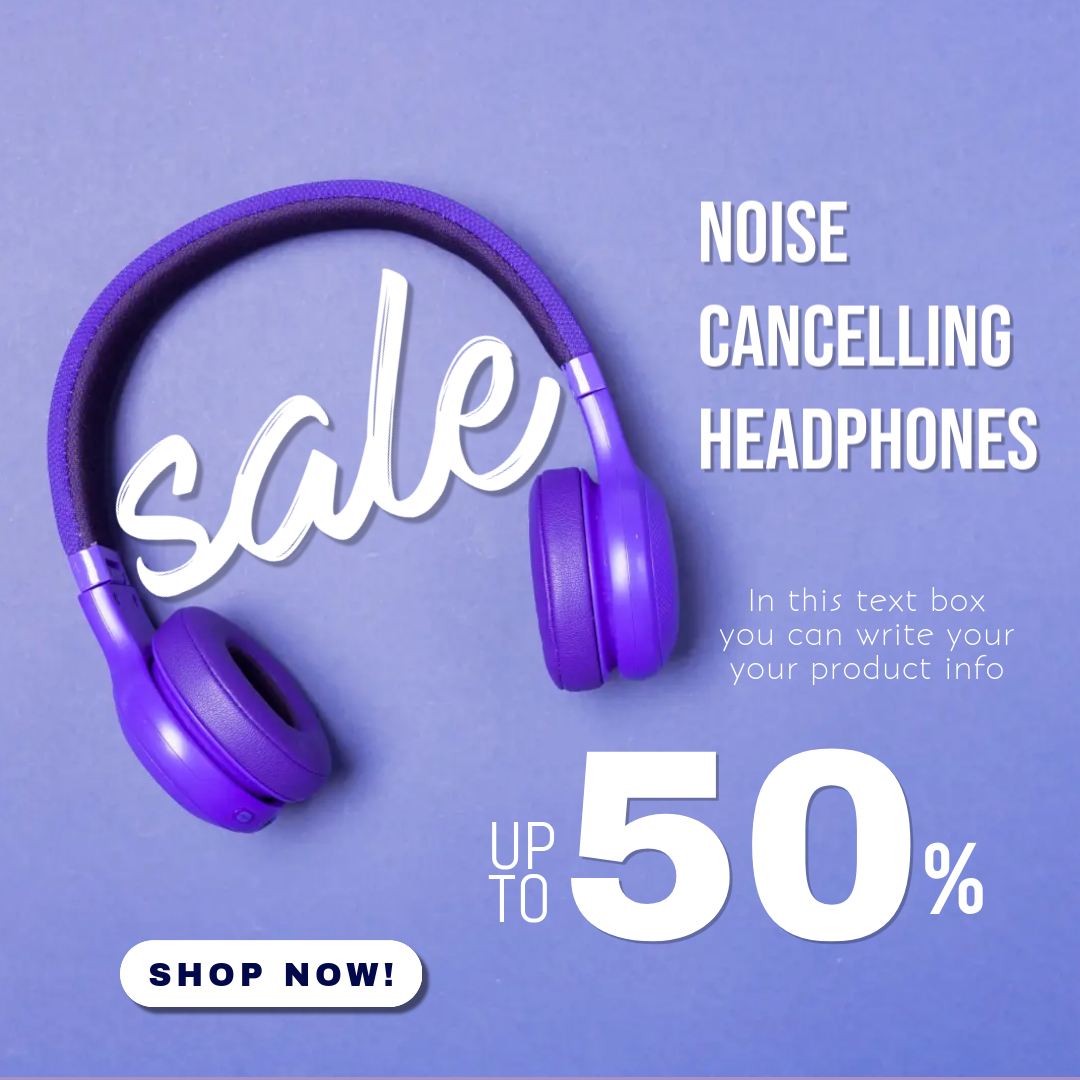 sale
NOISE
CANCELLING
HEADPHONES
In this text box
you can write your
your product info
UP
TO
50%
SHOP NOW!